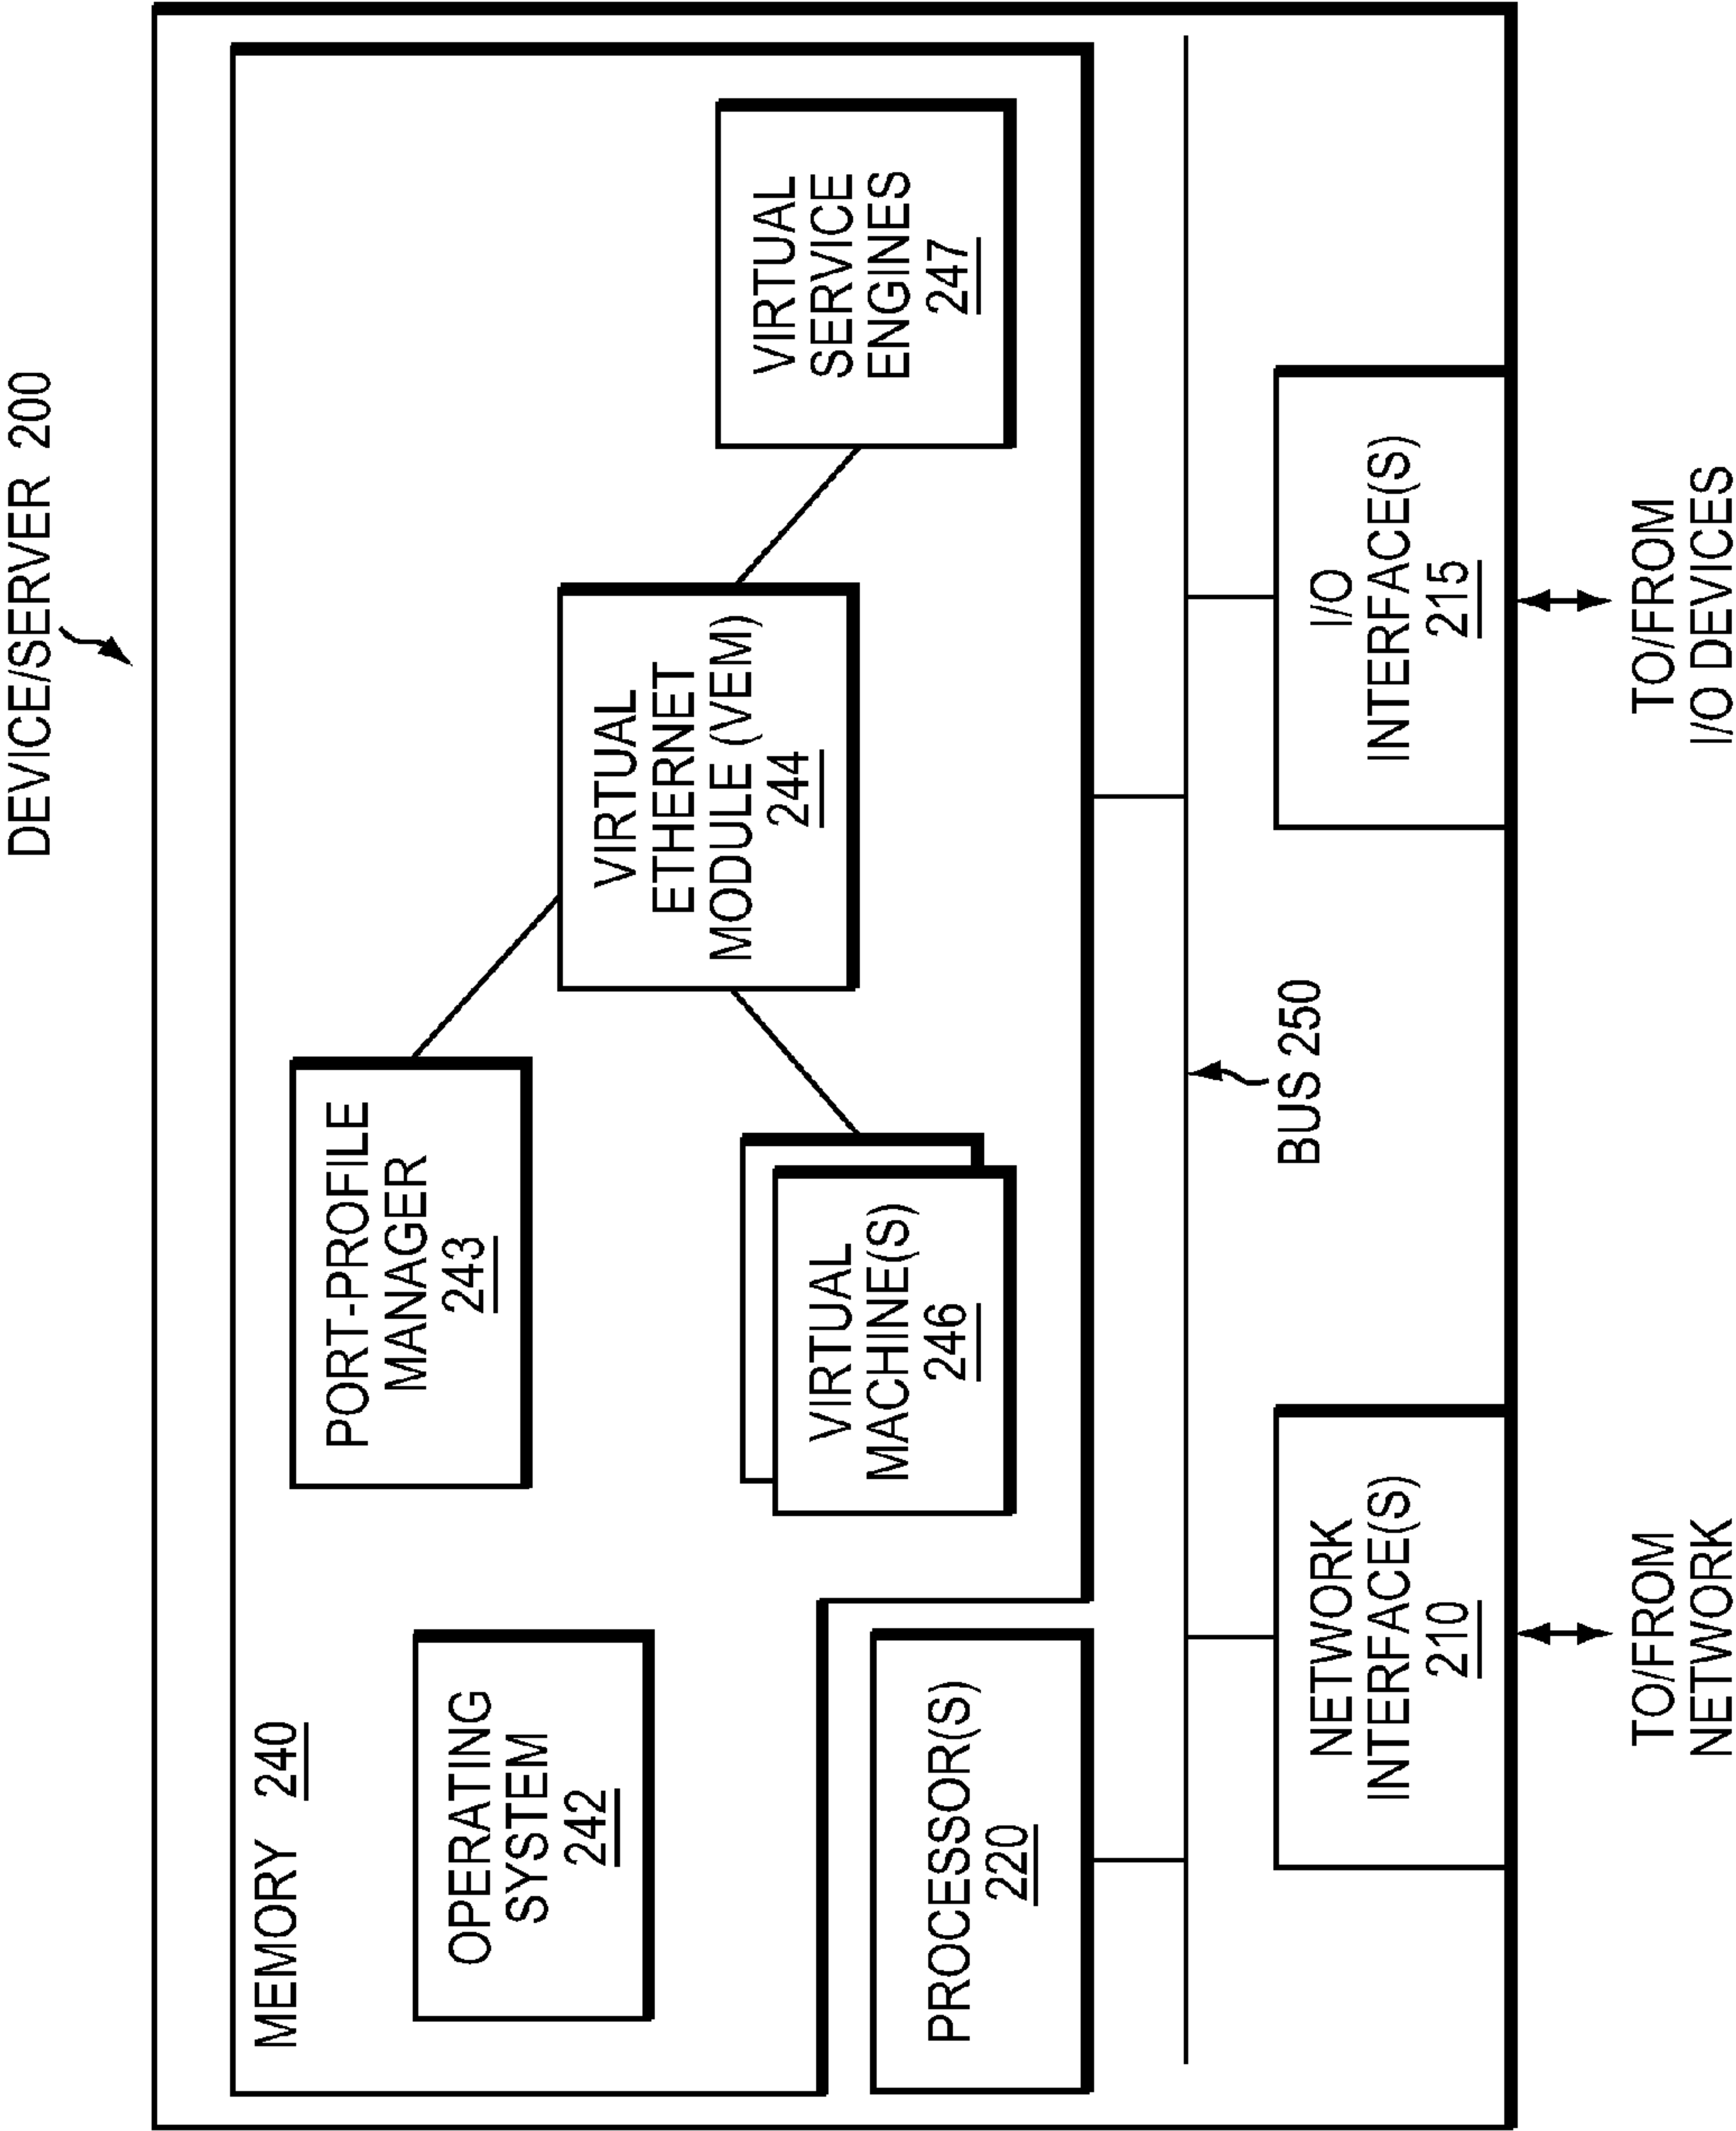 DEVICE/SERVER 200
MEMORY 240
OPERATING
SYSTEM
242
PORT-PROFILE
MANAGER
243
VIRTUAL
ETHERNET
MODULE (VEM)
244
VIRTUAL
MACHINE(S)
246
VIRTUAL
SERVICE
ENGINES
247
PROCESSOR(S)
220
BUS 250
NETWORK
INTERFACE(S)
210
I/O
INTERFACE(S)
215
TO/FROM
NETWORK
TO/FROM
I/O DEVICES